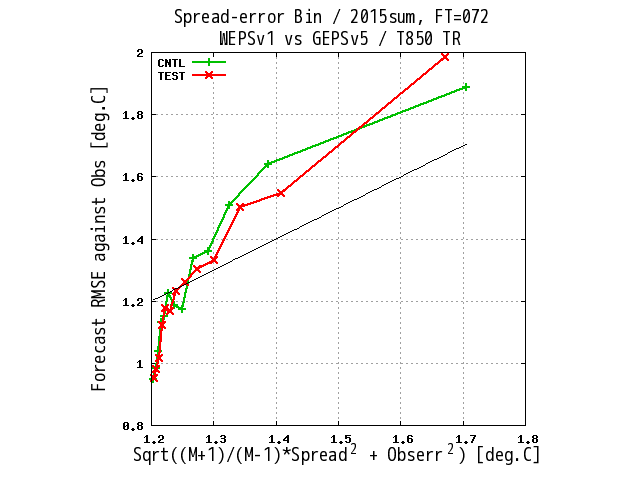 Spread-error Bin / 2015sum, FT=072
WEPSv1 vs GEPSv5 / T850 TR
CNTL
TEST
Forecast RMSE against Obs [deg.C]
2
1.8
1.6
1.4
1.2
1
0.8
1.2 1.3 1.4 1.5 1.6 1.7 1.8
Sqrt((M+1)/(M-1)*Spread² + Obserr²) [deg.C]